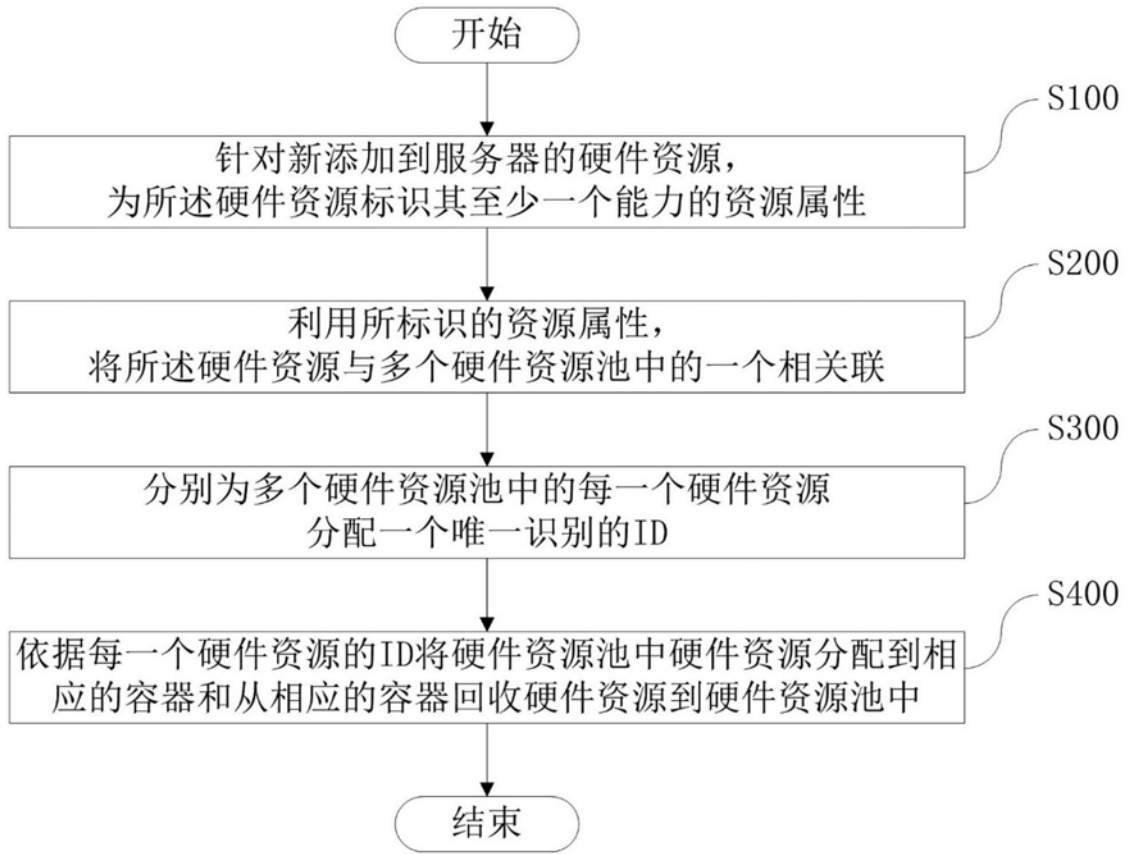 开始
S100
针对新添加到服务器的硬件资源，
为所述硬件资源标识其至少一个能力的资源属性
S200
利用所标识的资源属性，
将所述硬件资源与多个硬件资源池中的一个相关联
S300
分别为多个硬件资源池中的每一个硬件资源
分配一个唯一识别的ID
S400
依据每一个硬件资源的ID将硬件资源池中硬件资源分配到相
应的容器和从相应的容器回收硬件资源到硬件资源池中
结束